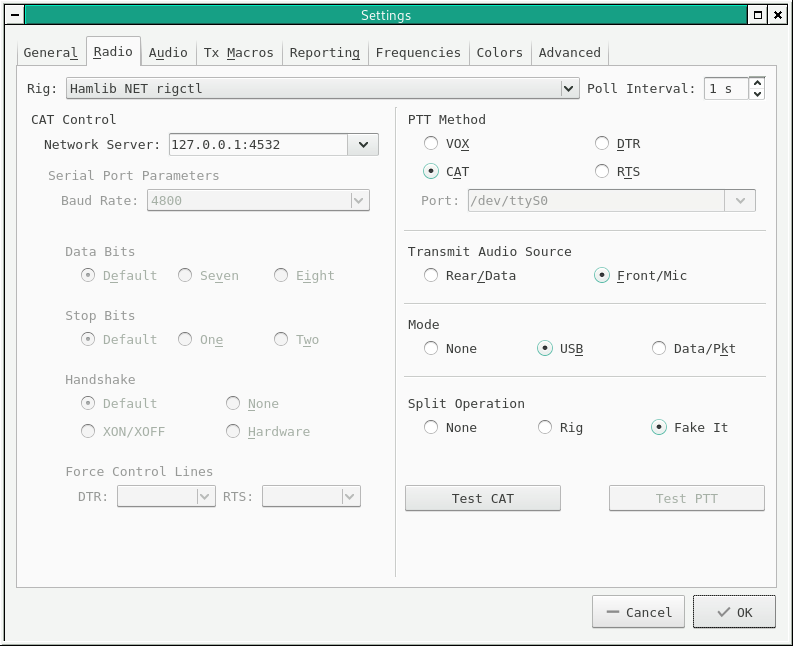 Settings
General Radio Audio Tx Macros Reporting Frequencies Colors Advanced
Rig: Hamlib NET rigctl Poll Interval: 1 s
CAT Control
Network Server: 127.0.0.1:4532
Serial Port Parameters
Baud Rate: 4800
Data Bits
Default Seven Eight
Stop Bits
Default One Two
Handshake
Default None
XON/XOFF Hardware
Force Control Lines
DTR: RTS:
PTT Method
VOX DTR
CAT RTS
Port: /dev/ttyS0
Transmit Audio Source
Rear/Data Front/Mic
Mode
None USB Data/Pkt
Split Operation
None Rig Fake It
Test CAT Test PTT
Cancel OK